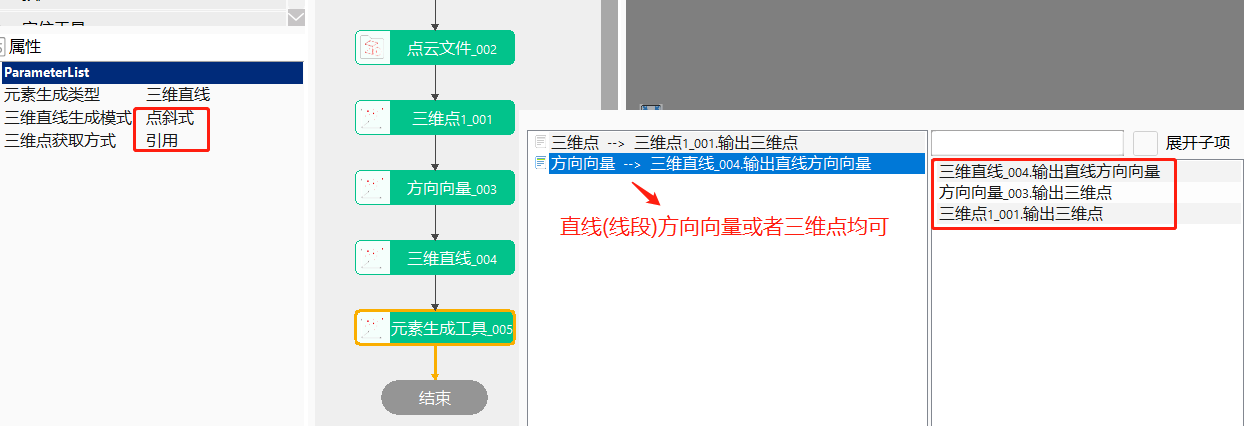 属性
ParameterList
元素生成类型 三维直线
三维直线生成模式 点斜式
三维点获取方式 引用
点云文件_002
三维点1_001
方向向量_003
三维直线_004
元素生成工具_005
结束
三维点 --> 三维点1_001.输出三维点
方向向量 --> 三维直线_004.输出直线方向向量
直线(线段)方向向量或者三维点均可
展开子项
三维直线_004.输出直线方向向量
方向向量_003.输出三维点
三维点1_001.输出三维点